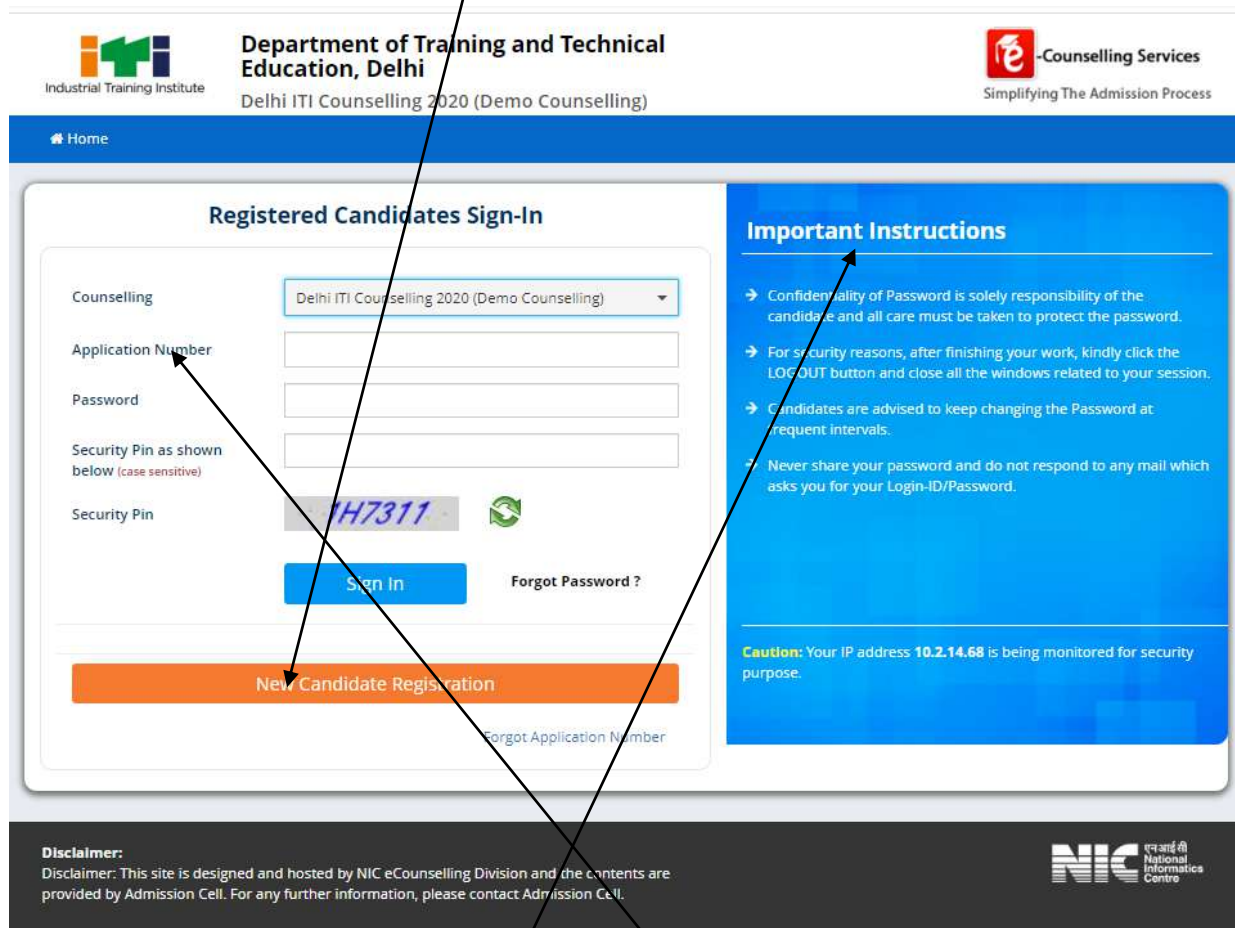 Department of Training and Technical
Education, Delhi
Industrial Training Institute
Delhi ITI Counselling 2020 (Demo Counselling)
e -Counselling Services
Simplifying The Admission Process
Home
Registered Candidates Sign-In
Counselling
Delhi ITI Counselling 2020 (Demo Counselling)
Application Number
Password
Security Pin as shown
below (case sensitive)
Security Pin
1H7311
Sign In
Forgot Password ?
New Candidate Registration
Forgot Application Number
Important Instructions
Confidentiality of Password is solely responsibility of the
candidate and all care must be taken to protect the password.
For security reasons, after finishing your work, kindly click the
LOGOUT button and close all the windows related to your session.
Candidates are advised to keep changing the Password at
frequent intervals.
Never share your password and do not respond to any mail which
asks you for your Login-ID/Password.
Caution: Your IP address 10.2.14.68 is being monitored for security
purpose.
Disclaimer:
Disclaimer: This site is designed and hosted by NIC eCounselling Division and the contents are
provided by Admission Cell. For any further information, please contact Admission Cell.
NIC
एन आई सी
National
Informatics
Centre